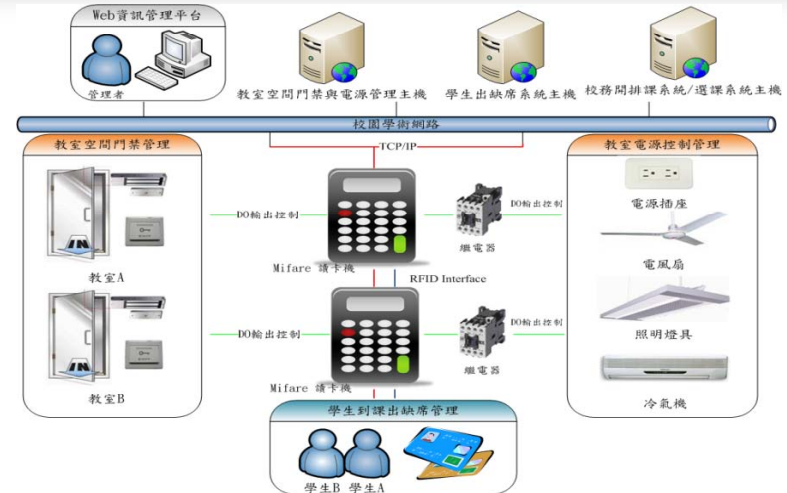 Web資訊管理平台
管理者
教室空間門禁與電源管理主機
學生出缺席系統主機
校務開排課系統/選課系統主機
校園學術網路
教室空間門禁管理
TCP/IP
教室電源控制管理
電源插座
DO輸出控制
DO輸出控制
繼電器
教室A
Mifare 讀卡機
RFID Interface
電風扇
照明燈具
DO輸出控制
DO輸出控制
繼電器
教室B
Mifare 讀卡機
冷氣機
學生到課出缺席管理
學生B 學生A